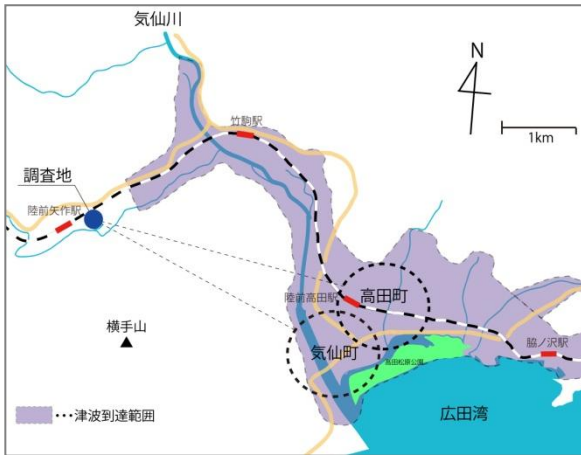 気仙川
N
竹駒駅
1km
調査地
陸前矢作駅
陸前高田駅
高田町
横手山
気仙町
脇ノ沢駅
高田松原公園
広田湾
･･･津波到達範囲